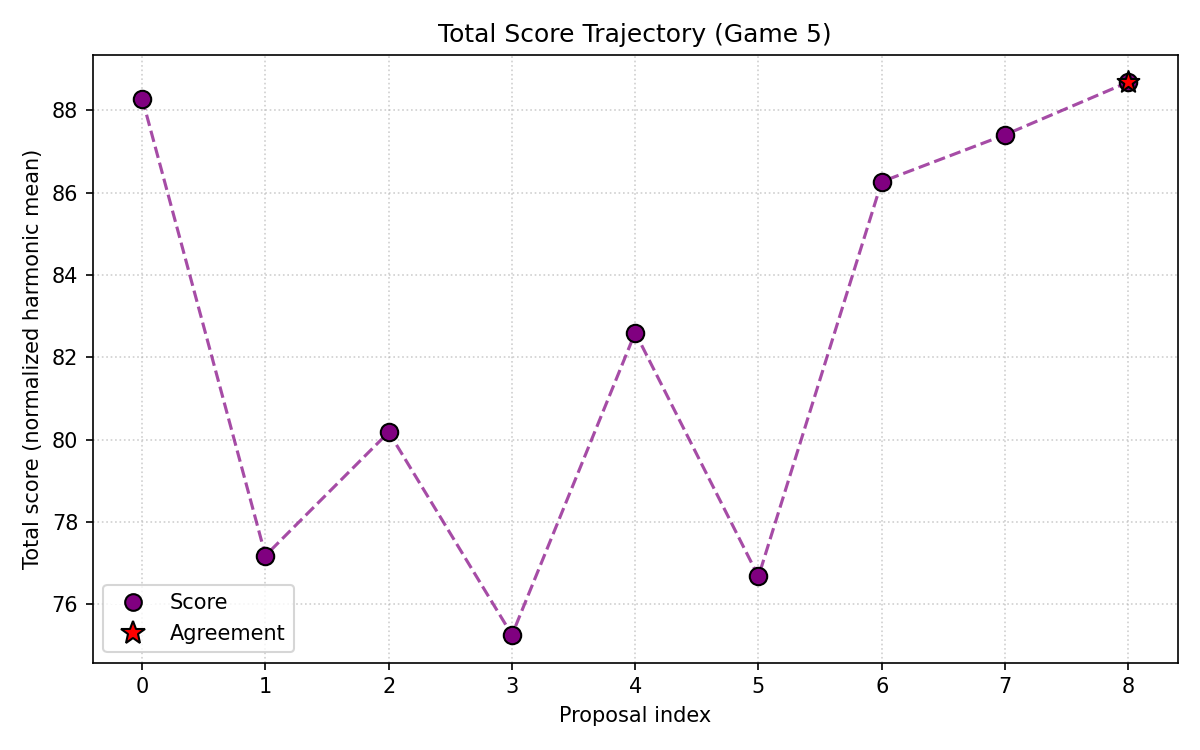 Total Score Trajectory (Game 5)
Total score (normalized harmonic mean)
88
86
84
82
80
78
76
Score
Agreement
0 1 2 3 4 5 6 7 8
Proposal index